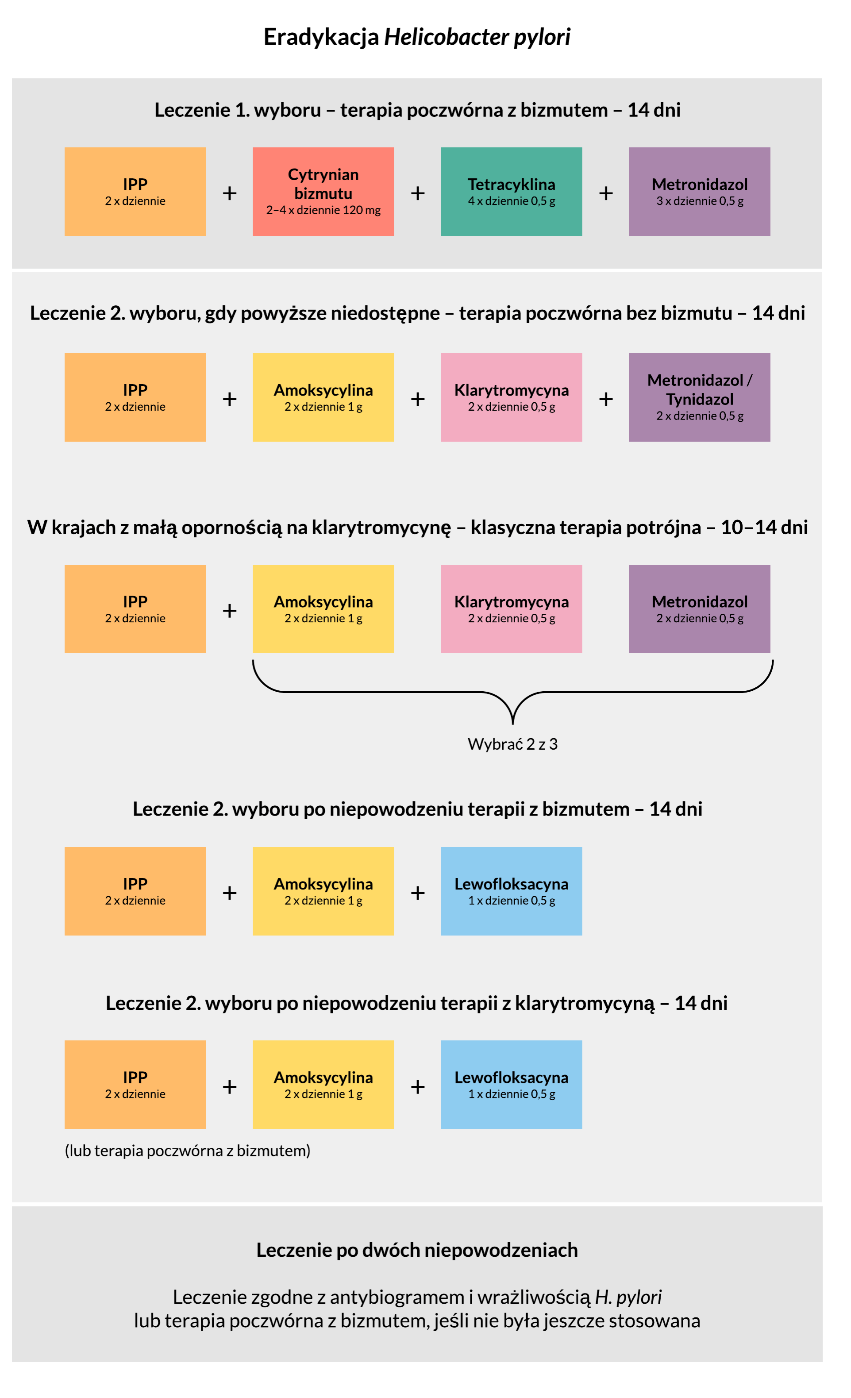 Eradykacja Helicobacter pylori
Leczenie 1. wyboru – terapia poczwórna z bizmutem – 14 dni
IPP
2 x dziennie
+
Cytrynian
bizmutu
2–4 x dziennie 120 mg
+
Tetracyklina
4 x dziennie 0,5 g
+
Metronidazol
3 x dziennie 0,5 g
Leczenie 2. wyboru, gdy powyższe niedostępne – terapia poczwórna bez bizmutu – 14 dni
IPP
2 x dziennie
+
Amoksycylina
2 x dziennie 1 g
+
Klarytromycyna
2 x dziennie 0,5 g
+
Metronidazol /
Tynidazol
2 x dziennie 0,5 g
W krajach z małą opornością na klarytromycynę – klasyczna terapia potrójna – 10–14 dni
IPP
2 x dziennie
+
Amoksycylina
2 x dziennie 1 g
Klarytromycyna
2 x dziennie 0,5 g
Metronidazol
2 x dziennie 0,5 g
Wybrać 2 z 3
Leczenie 2. wyboru po niepowodzeniu terapii z bizmutem – 14 dni
IPP
2 x dziennie
+
Amoksycylina
2 x dziennie 1 g
+
Lewofloksacyna
1 x dziennie 0,5 g
Leczenie 2. wyboru po niepowodzeniu terapii z klarytromycyną – 14 dni
IPP
2 x dziennie
+
Amoksycylina
2 x dziennie 1 g
+
Lewofloksacyna
1 x dziennie 0,5 g
(lub terapia poczwórna z bizmutem)
Leczenie po dwóch niepowodzeniach
Leczenie zgodne z antybiogramem i wrażliwością H. pylori
lub terapia poczwórna z bizmutem, jeśli nie była jeszcze stosowana